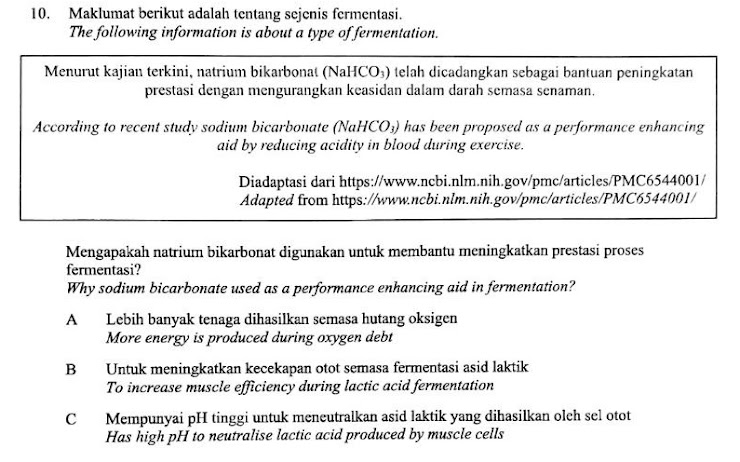 10. Maklumat berikut adalah tentang sejenis fermentasi.
The following information is about a type of fermentation.
Menurut kajian terkini, natrium bikarbonat (NaHCO₃) telah dicadangkan sebagai bantuan peningkatan
prestasi dengan mengurangkan keasidan dalam darah semasa senaman.
According to recent study sodium bicarbonate (NaHCO₃) has been proposed as a performance enhancing
aid by reducing acidity in blood during exercise.
Diadaptasi dari https://www.ncbi.nlm.nih.gov/pmc/articles/PMC6544001/
Adapted from https://www.ncbi.nlm.nih.gov/pmc/articles/PMC6544001/
Mengapakah natrium bikarbonat digunakan untuk membantu meningkatkan prestasi proses
fermentasi?
Why sodium bicarbonate used as a performance enhancing aid in fermentation?
A Lebih banyak tenaga dihasilkan semasa hutang oksigen
More energy is produced during oxygen debt
B Untuk meningkatkan kecekapan otot semasa fermentasi asid laktik
To increase muscle efficiency during lactic acid fermentation
C Mempunyai pH tinggi untuk meneutralkan asid laktik yang dihasilkan oleh sel otot
Has high pH to neutralise lactic acid produced by muscle cells